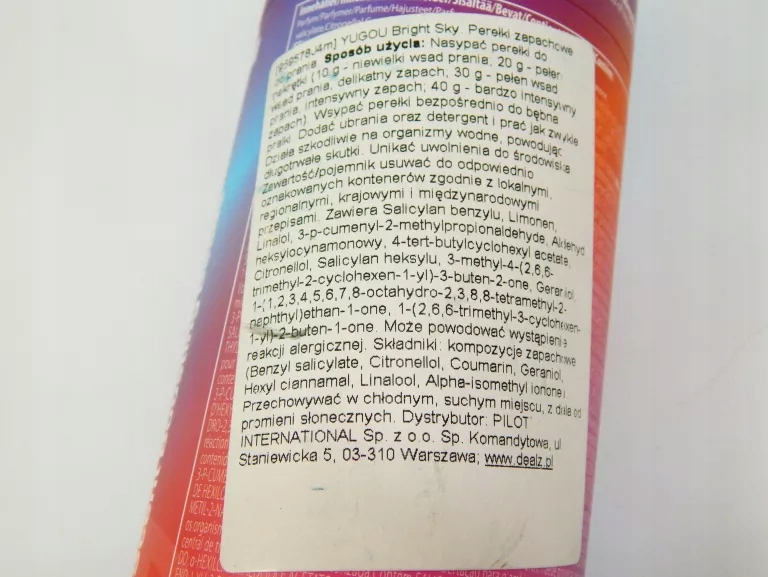 Parfym/Parfymer/Parfume/Hajusteet/Parf
[659578J4m] YUGOU Bright Sky. Perełki zapachowe
do prania. Sposób użycia: Nasypać perełki do
nakrętki (10 g - niewielki wsad prania, 20 g - pełen
wsad prania, delikatny zapach; 30 g - pełen wsad
prania, intensywny zapach; 40 g - bardzo intensywny
zapach). Wsypać perełki bezpośrednio do bębna
pralki. Dodać ubrania oraz detergent i prać jak zwykle
Działa szkodliwie na organizmy wodne, powodując
długotrwałe skutki. Unikać uwolnienia do środowiska
Zawartość/pojemnik usuwać do odpowiednio
oznakowanych kontenerów zgodnie z lokalnymi,
regionalnymi, krajowymi i międzynarodowymi
przepisami. Zawiera Salicylan benzylu, Limonen,
Linalol, 3-p-cumenyl-2-methylpropionaldehyde, Aldehyd
heksylocynamonowy, 4-tert-butylcyclohexyl acetate,
Citronellol, Salicylan heksylu, 3-methyl-4-(2,6,6-
trimethyl-2-cyclohexen-1-yl)-3-buten-2-one, Geraniol,
1-(1,2,3,4,5,6,7,8-octahydro-2,3,8,8-tetramethyl-2-
naphthyl)ethan-1-one, 1-(2,6,6-trimethyl-3-cyclohexen-
1-yl)-2-buten-1-one. Może powodować wystąpienie
reakcji alergicznej. Składniki: kompozycje zapachowe
(Benzyl salicylate, Citronellol, Coumarin, Geraniol,
Hexyl ciannamal, Linalool, Alpha-isomethyl ionone)
Przechowywać w chłodnym, suchym miejscu, z dala od
promieni słonecznych. Dystrybutor: PILOT
INTERNATIONAL Sp. z o.o. Sp. Komandytowa, ul
Staniewicka 5, 03-310 Warszawa; www.dealz.pl